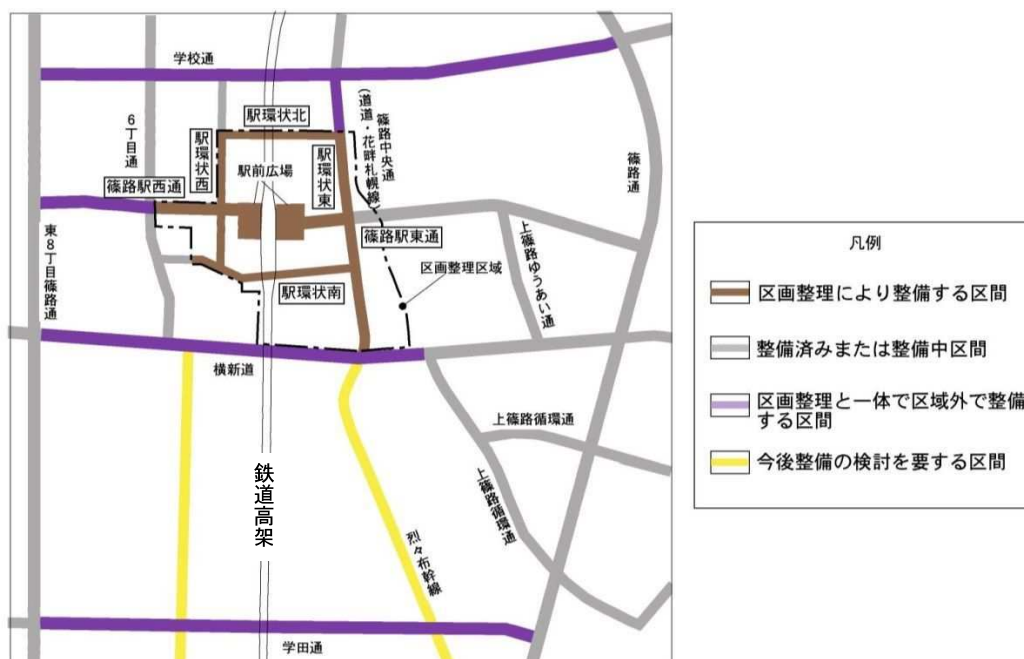 学校通
駅環状北
6丁目通
駅環状西
駅前広場
駅環状東
篠路中央通
(道道・花畔札幌線)
篠路通
篠路駅西通
東8丁目篠路通
篠路駅東通
上篠路ゆうあい通
区画整理区域
駅環状南
横新道
上篠路循環通
上篠路循環通
鉄道高架
烈々布幹線
学田通
凡例
区画整理により整備する区間
整備済みまたは整備中区間
区画整理と一体で区域外で整備
する区間
今後整備の検討を要する区間